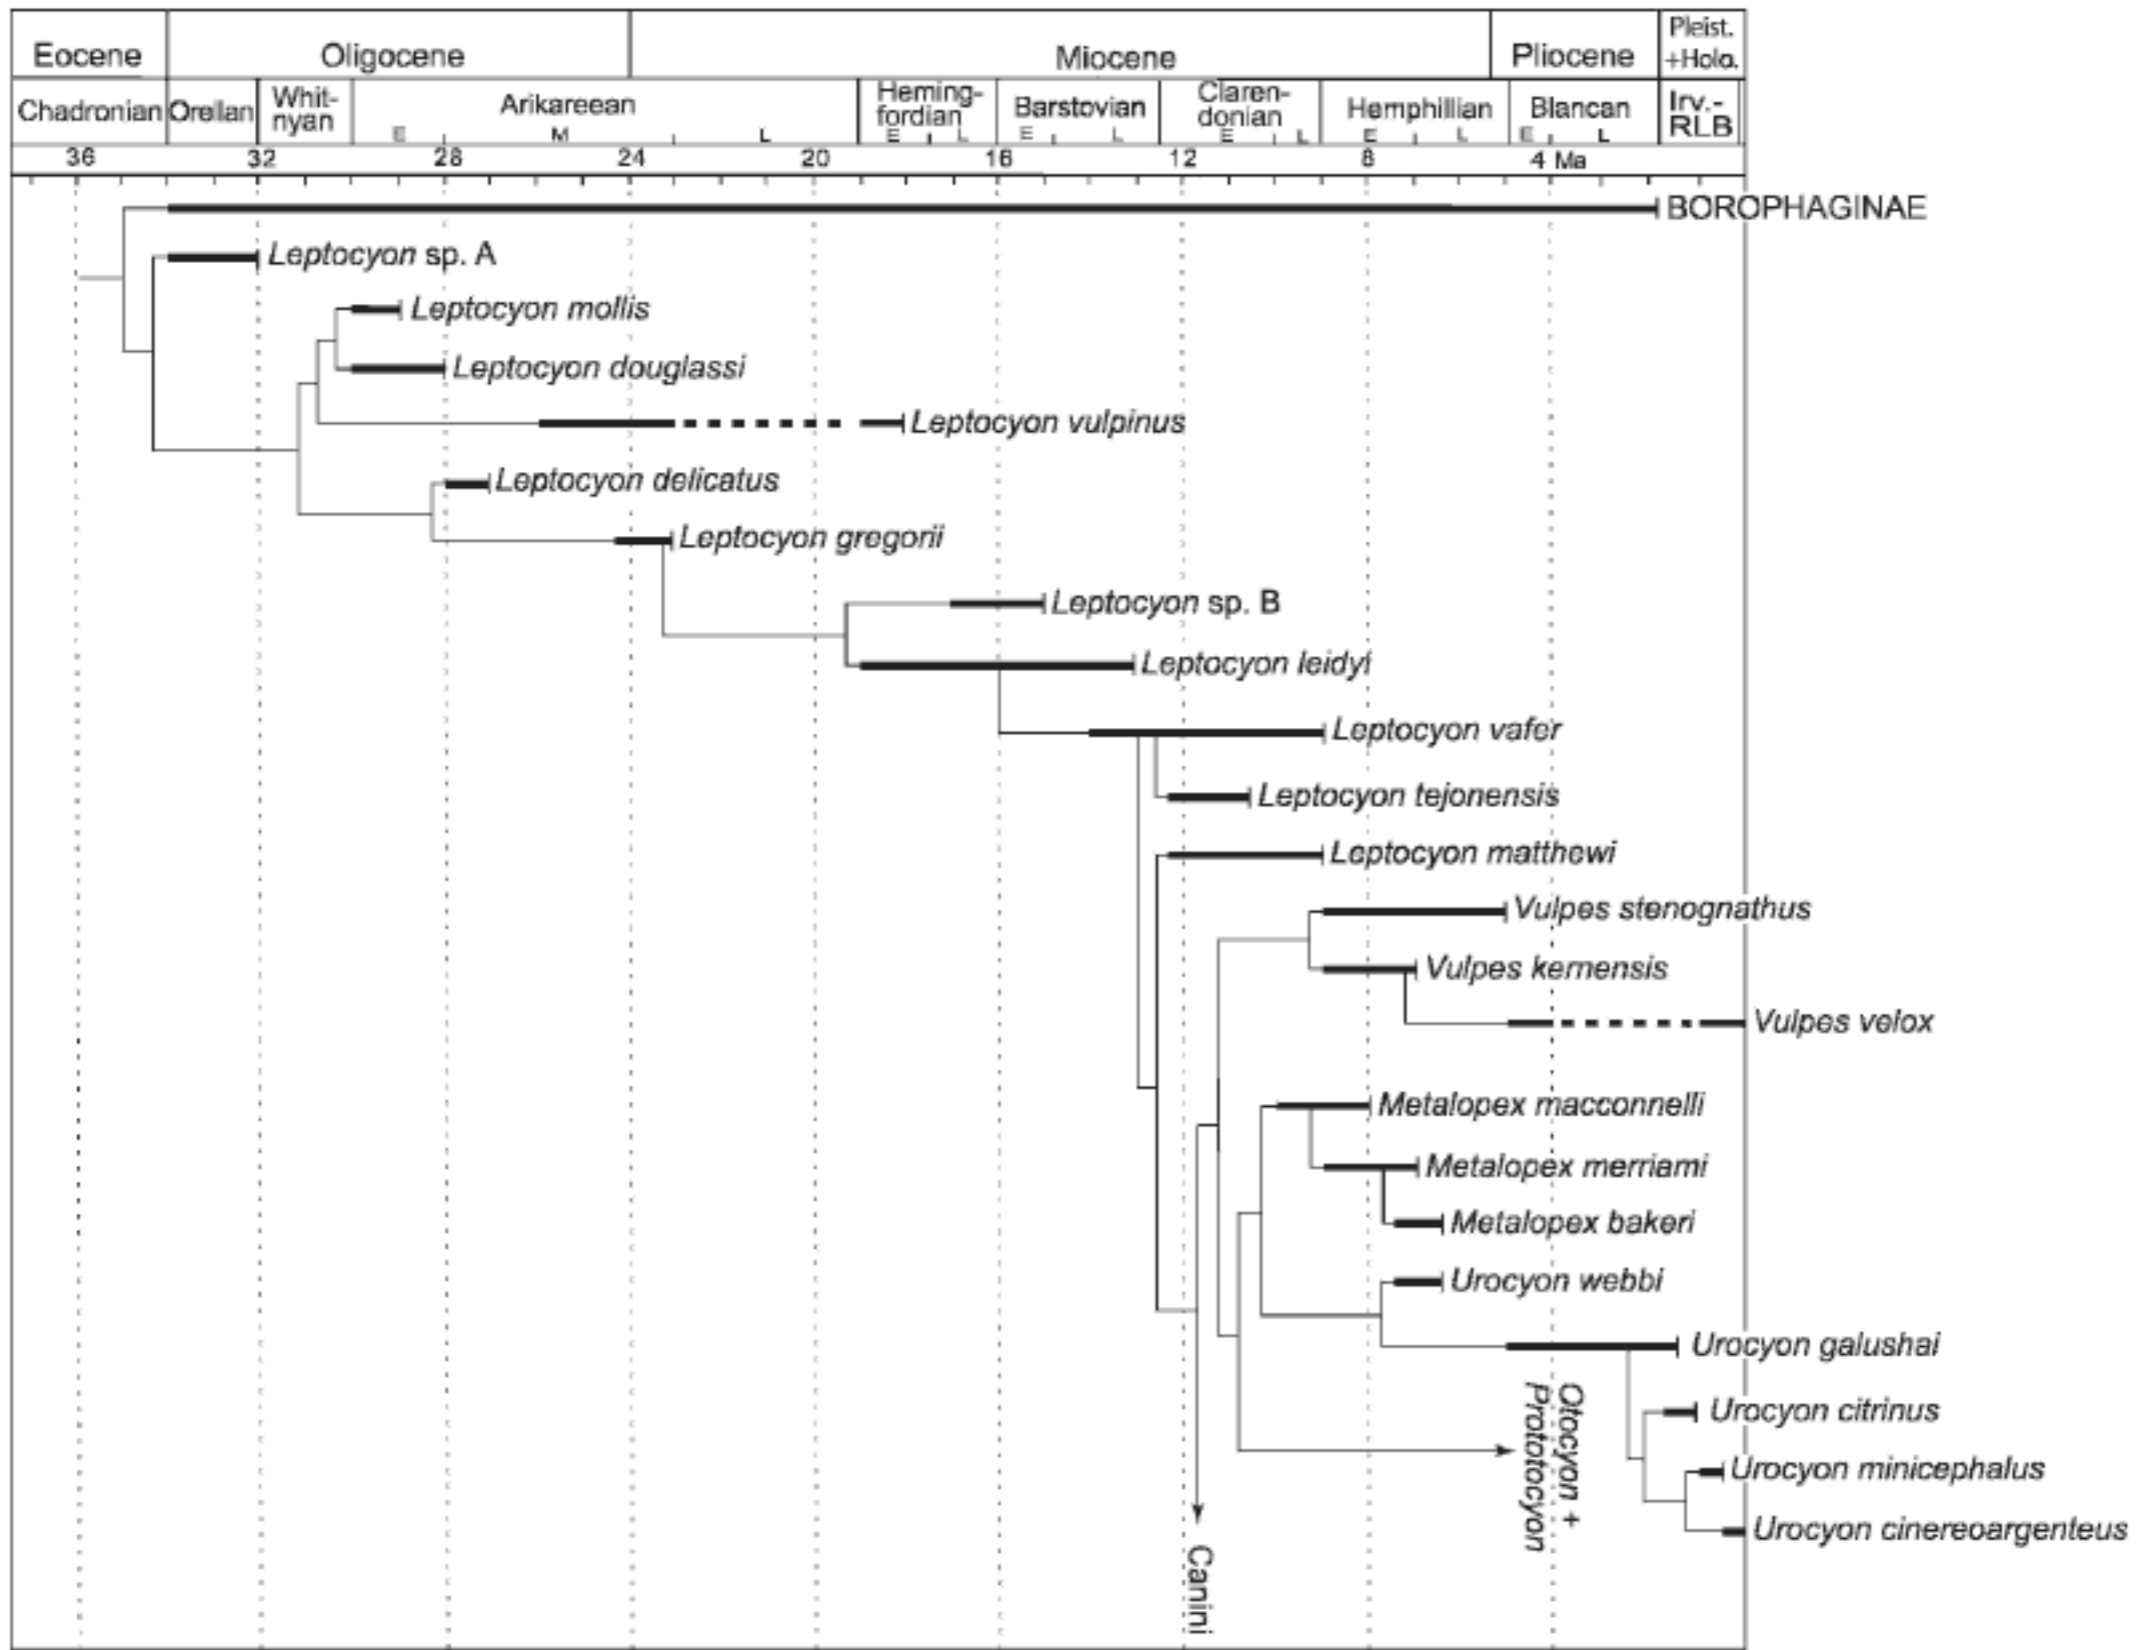 Eocene Oligocene Miocene Pliocene Pleist.
+Holo.
Chadronian Orellan Whit-
nyan Arikareean Heming-
fordian Barstovian Claren-
donian Hemphillian Blancan Irv.-
RLB
E M L E L E L E L E L E L
36 32 28 24 20 16 12 8 4 Ma
BOROPHAGINAE
Leptocyon sp. A
Leptocyon mollis
Leptocyon douglassi
Leptocyon vulpinus
Leptocyon delicatus
Leptocyon gregorii
Leptocyon sp. B
Leptocyon leidyi
Leptocyon vafer
Leptocyon tejonensis
Leptocyon matthewi
Vulpes stenognathus
Vulpes kernensis
Vulpes velox
Metalopex macconnelli
Metalopex merriami
Metalopex bakeri
Urocyon webbi
Urocyon galushai
Otocyon +
Prototocyon
Urocyon citrinus
Urocyon minicephalus
Urocyon cinereoargenteus
Canini